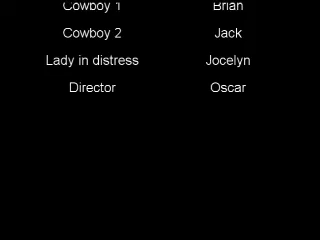 Cowboy 1 Brian
Cowboy 2 Jack
Lady in distress Jocelyn
Director Oscar